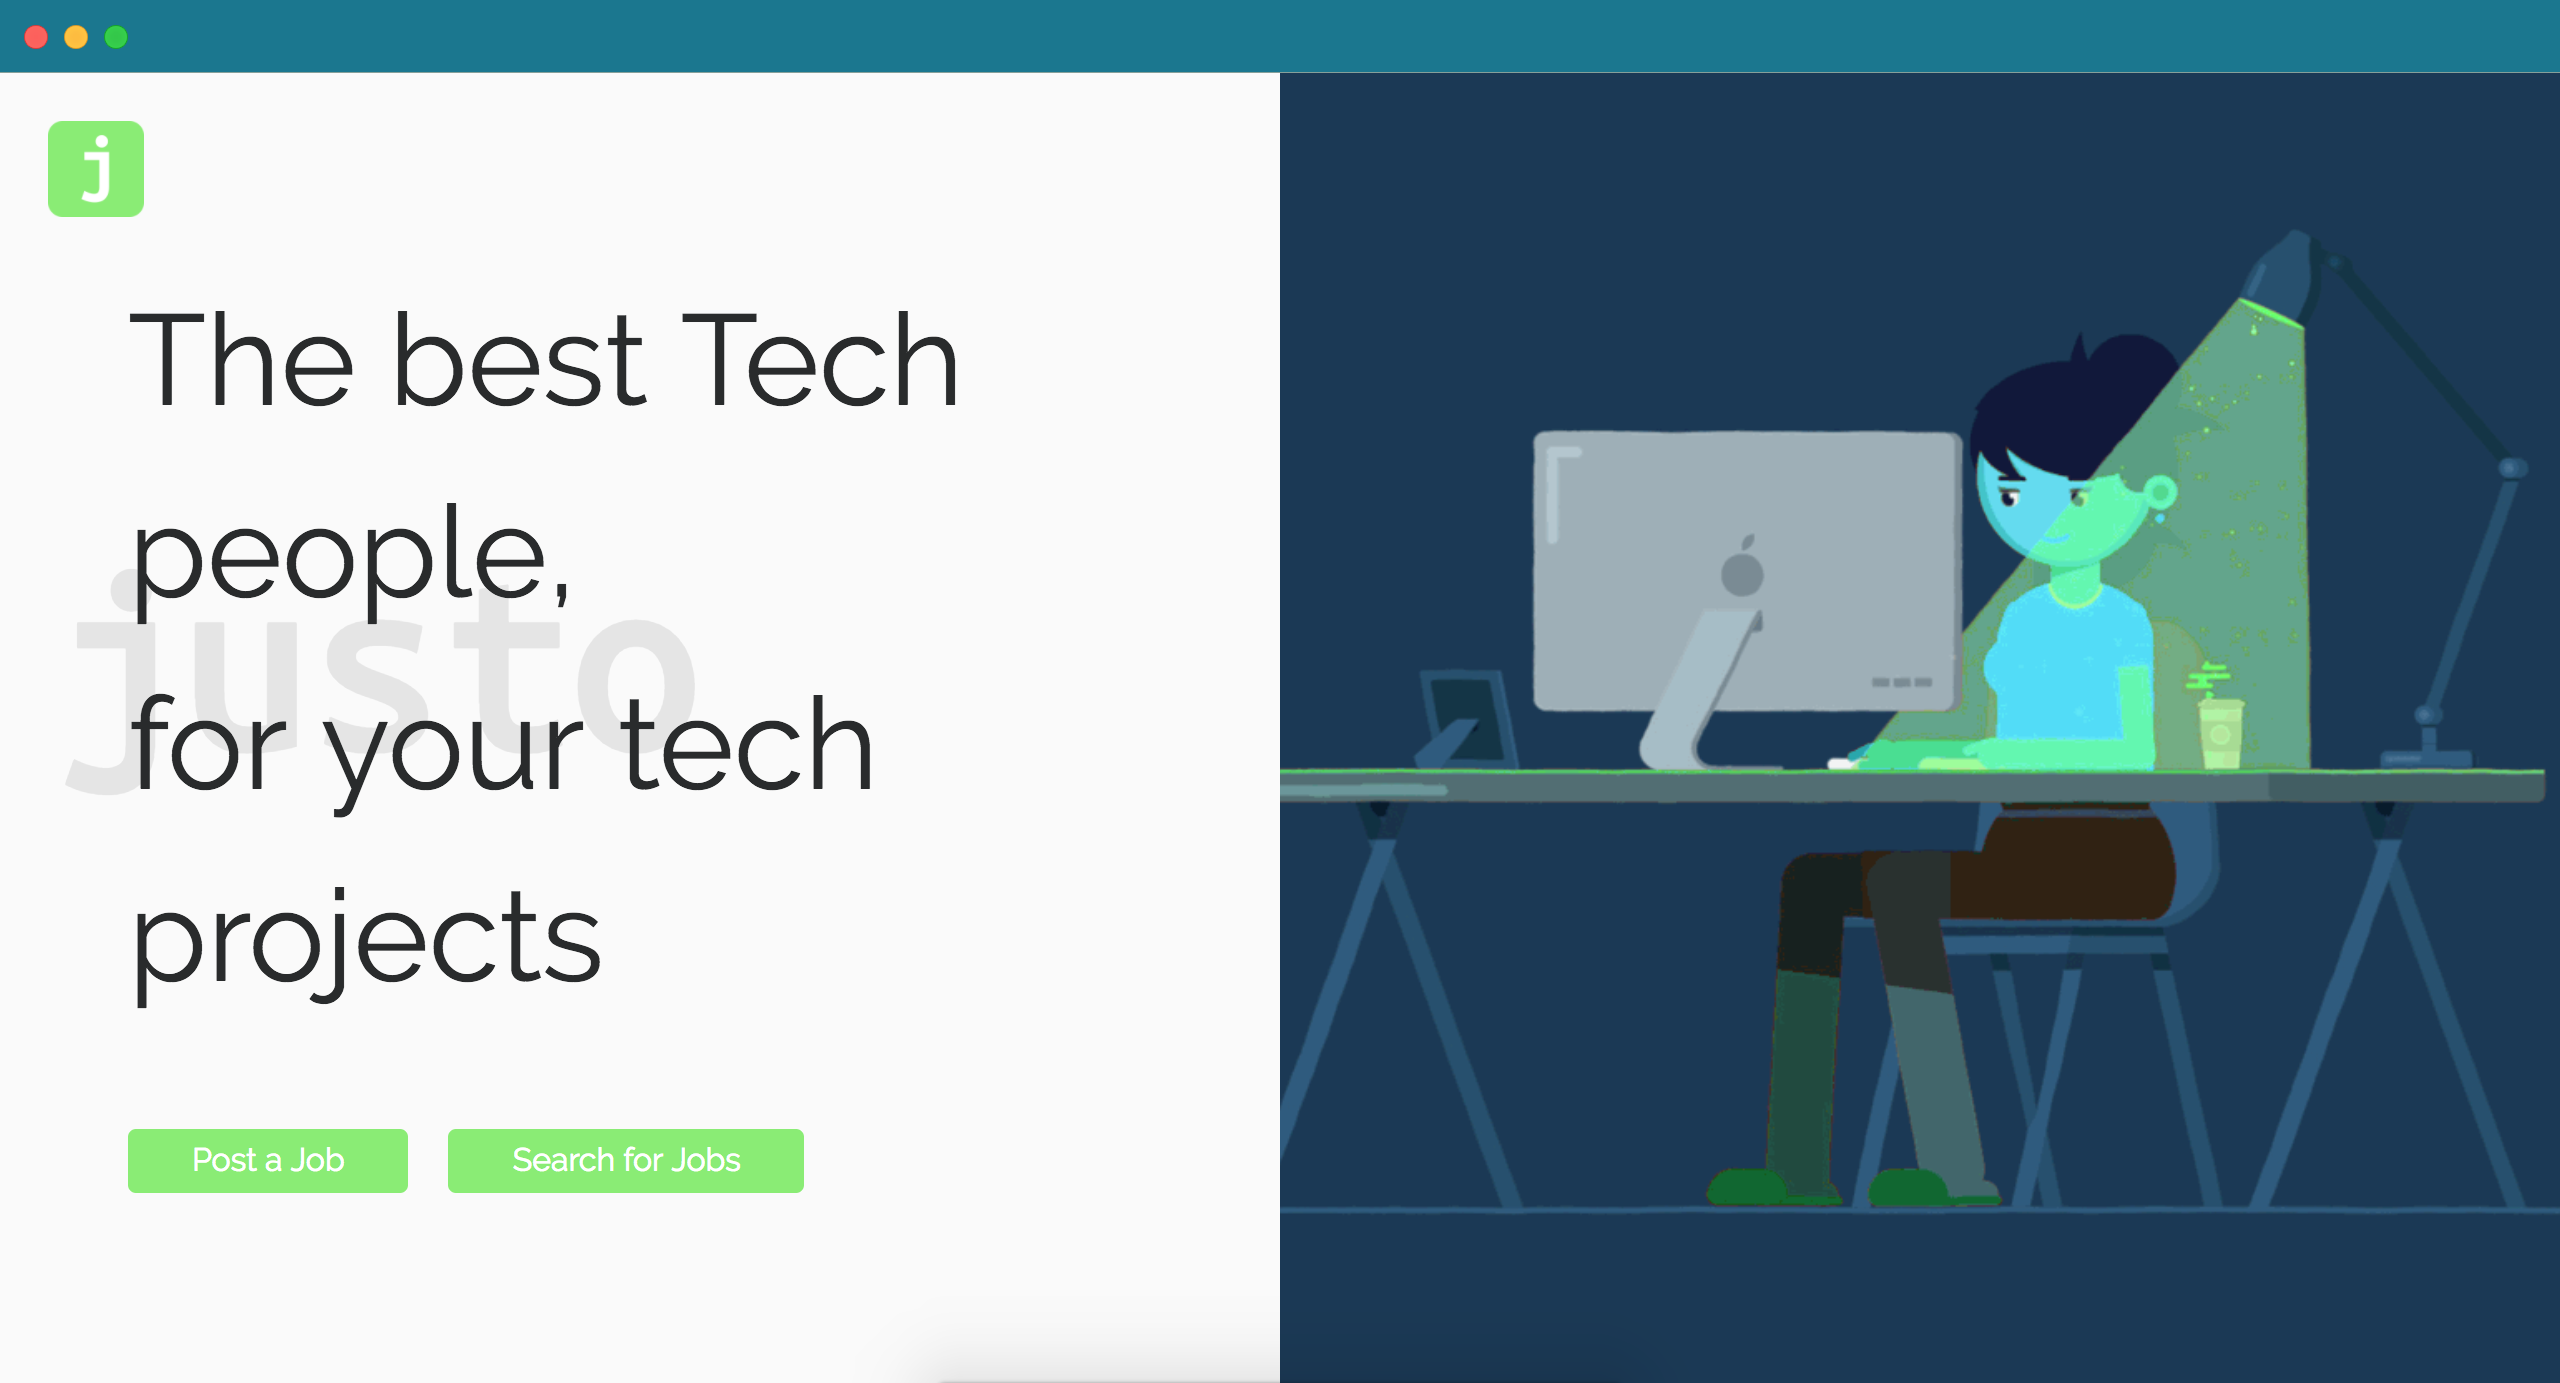 j
The best Tech
people,
justo
for your tech
projects
Post a Job
Search for Jobs